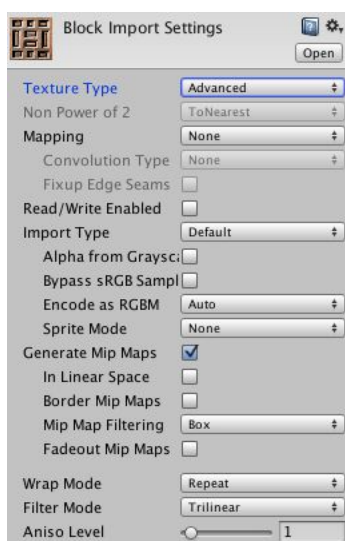 Block Import Settings
Open
Texture Type Advanced
Non Power of 2 ToNearest
Mapping None
Convolution Type None
Fixup Edge Seams
Read/Write Enabled
Import Type Default
Alpha from Graysca
Bypass sRGB Sampl
Encode as RGBM Auto
Sprite Mode None
Generate Mip Maps
In Linear Space
Border Mip Maps
Mip Map Filtering Box
Fadeout Mip Maps
Wrap Mode Repeat
Filter Mode Trilinear
Aniso Level 1